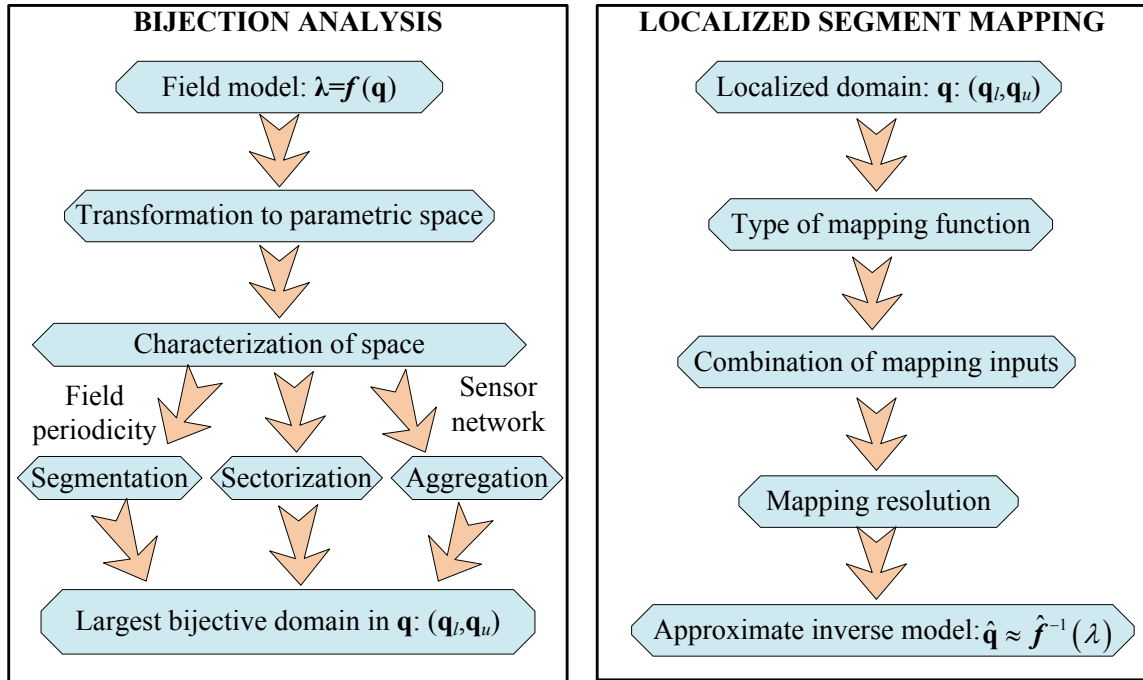 BIJECTION ANALYSIS
Field model: λ=f (q)
Transformation to parametric space
Characterization of space
Field
periodicity
Sensor
network
Segmentation
Sectorization
Aggregation
Largest bijective domain in q: (qₗ,qᵤ)
LOCALIZED SEGMENT MAPPING
Localized domain: q: (qₗ,qᵤ)
Type of mapping function
Combination of mapping inputs
Mapping resolution
Approximate inverse model: q̂ ≈ f̂ ⁻¹(λ)